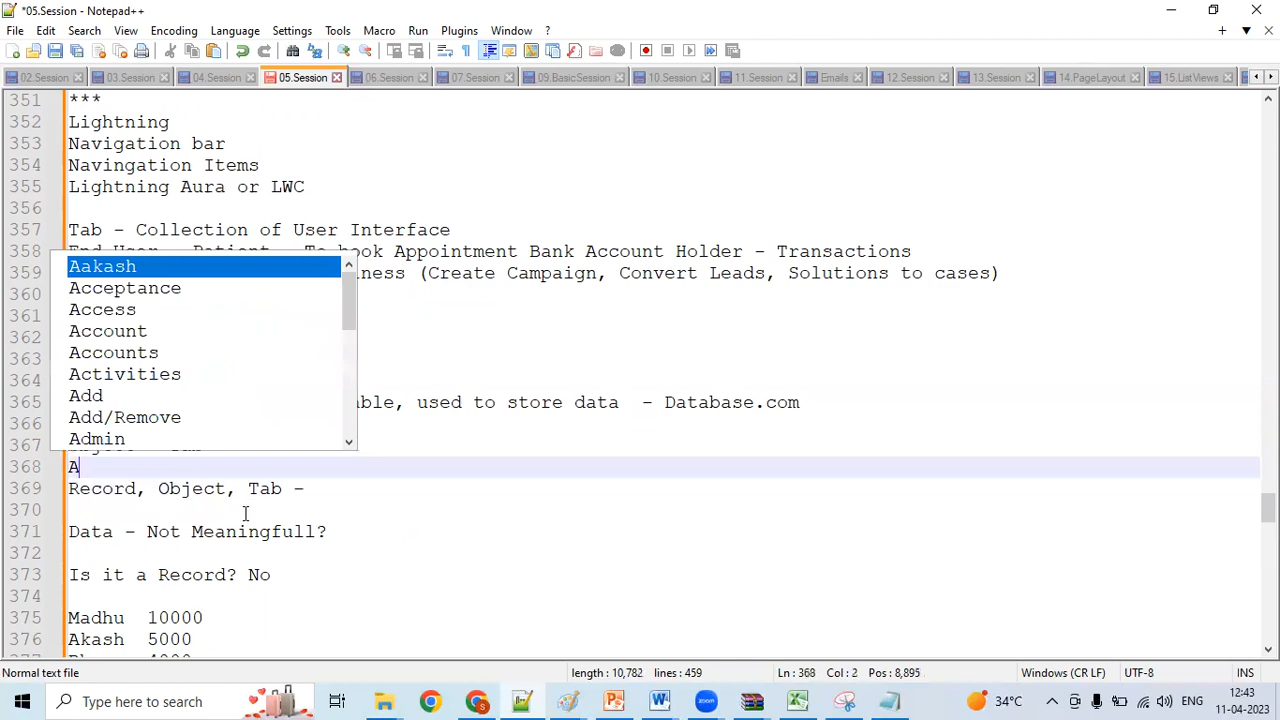 *05.Session - Notepad++
File Edit Search View Encoding Language Settings Tools Macro Run Plugins Window ?
02.Session 03.Session 04.Session 05.Session 06.Session 07.Session 09.BasicSession 10.Session 11.Session Emails 12.Session 13.Session 14.PageLayout 15.ListViews
351 ***
352 Lightning
353 Navigation bar
354 Navingation Items
355 Lightning Aura or LWC
356
357 Tab - Collection of User Interface
358 End User - Patient - To book Appointment Bank Account Holder - Transactions
359 ness (Create Campaign, Convert Leads, Solutions to cases)
360
361
362
363
364
365 able, used to store data - Database.com
366
367
368 A
369 Record, Object, Tab -
370
371 Data - Not Meaningfull?
372
373 Is it a Record? No
374
375 Madhu 10000
376 Akash 5000
Aakash
Acceptance
Access
Account
Accounts
Activities
Add
Add/Remove
Admin
Normal text file length : 10,782 lines : 459 Ln : 368 Col : 2 Pos : 8,895 Windows (CR LF) UTF-8 INS
Type here to search 34°C ENG 12:43
11-04-2023